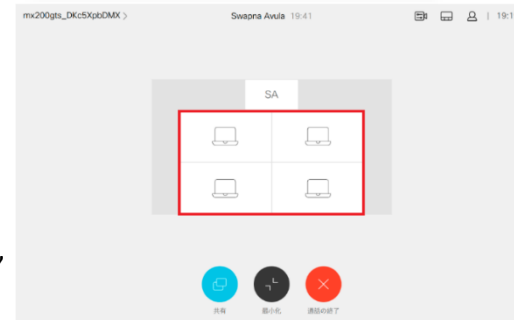 mx200gts_DKc5XpbDMX
Swapna Avula 19:41
19:1
SA
共有
最小化
通話の終了